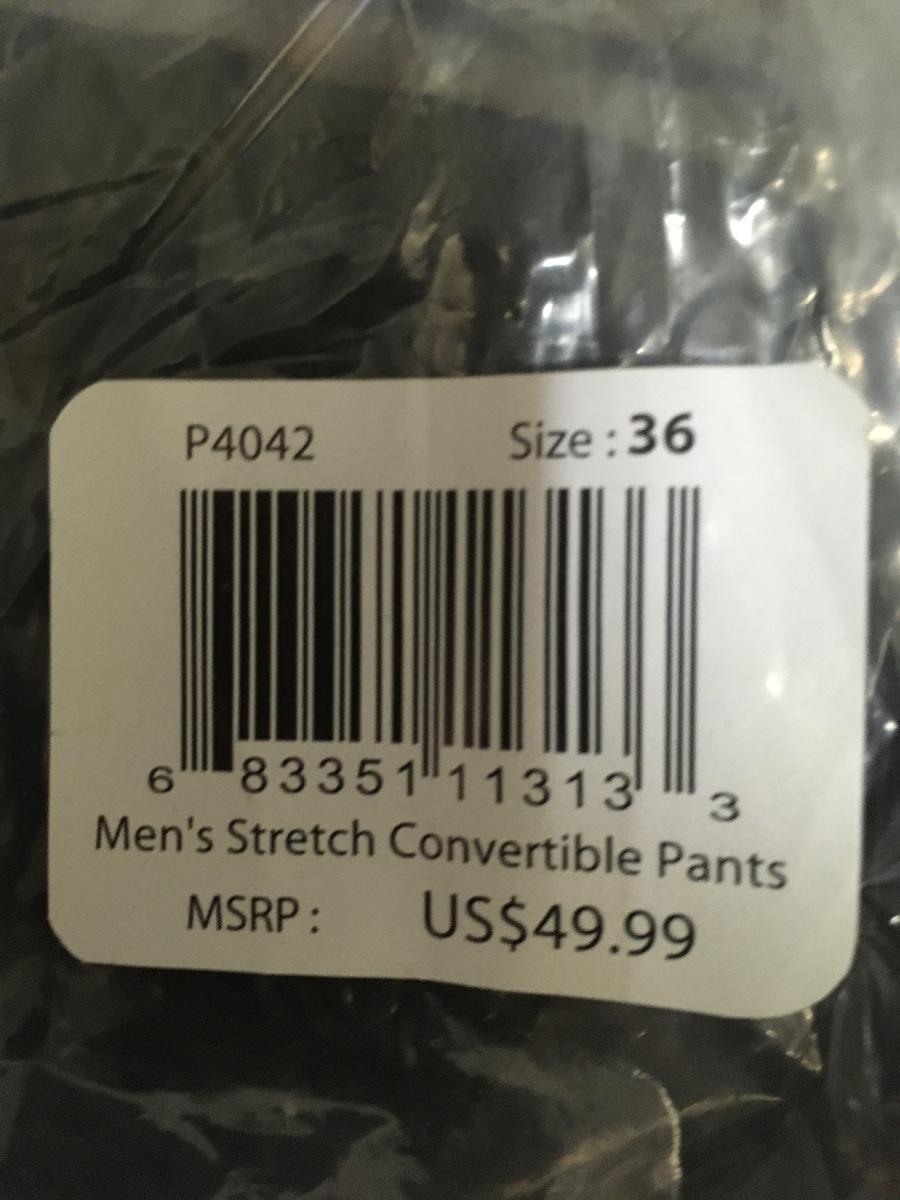 P4042 Size : 36
6 83351 11313 3
Men's Stretch Convertible Pants
MSRP : US$49.99